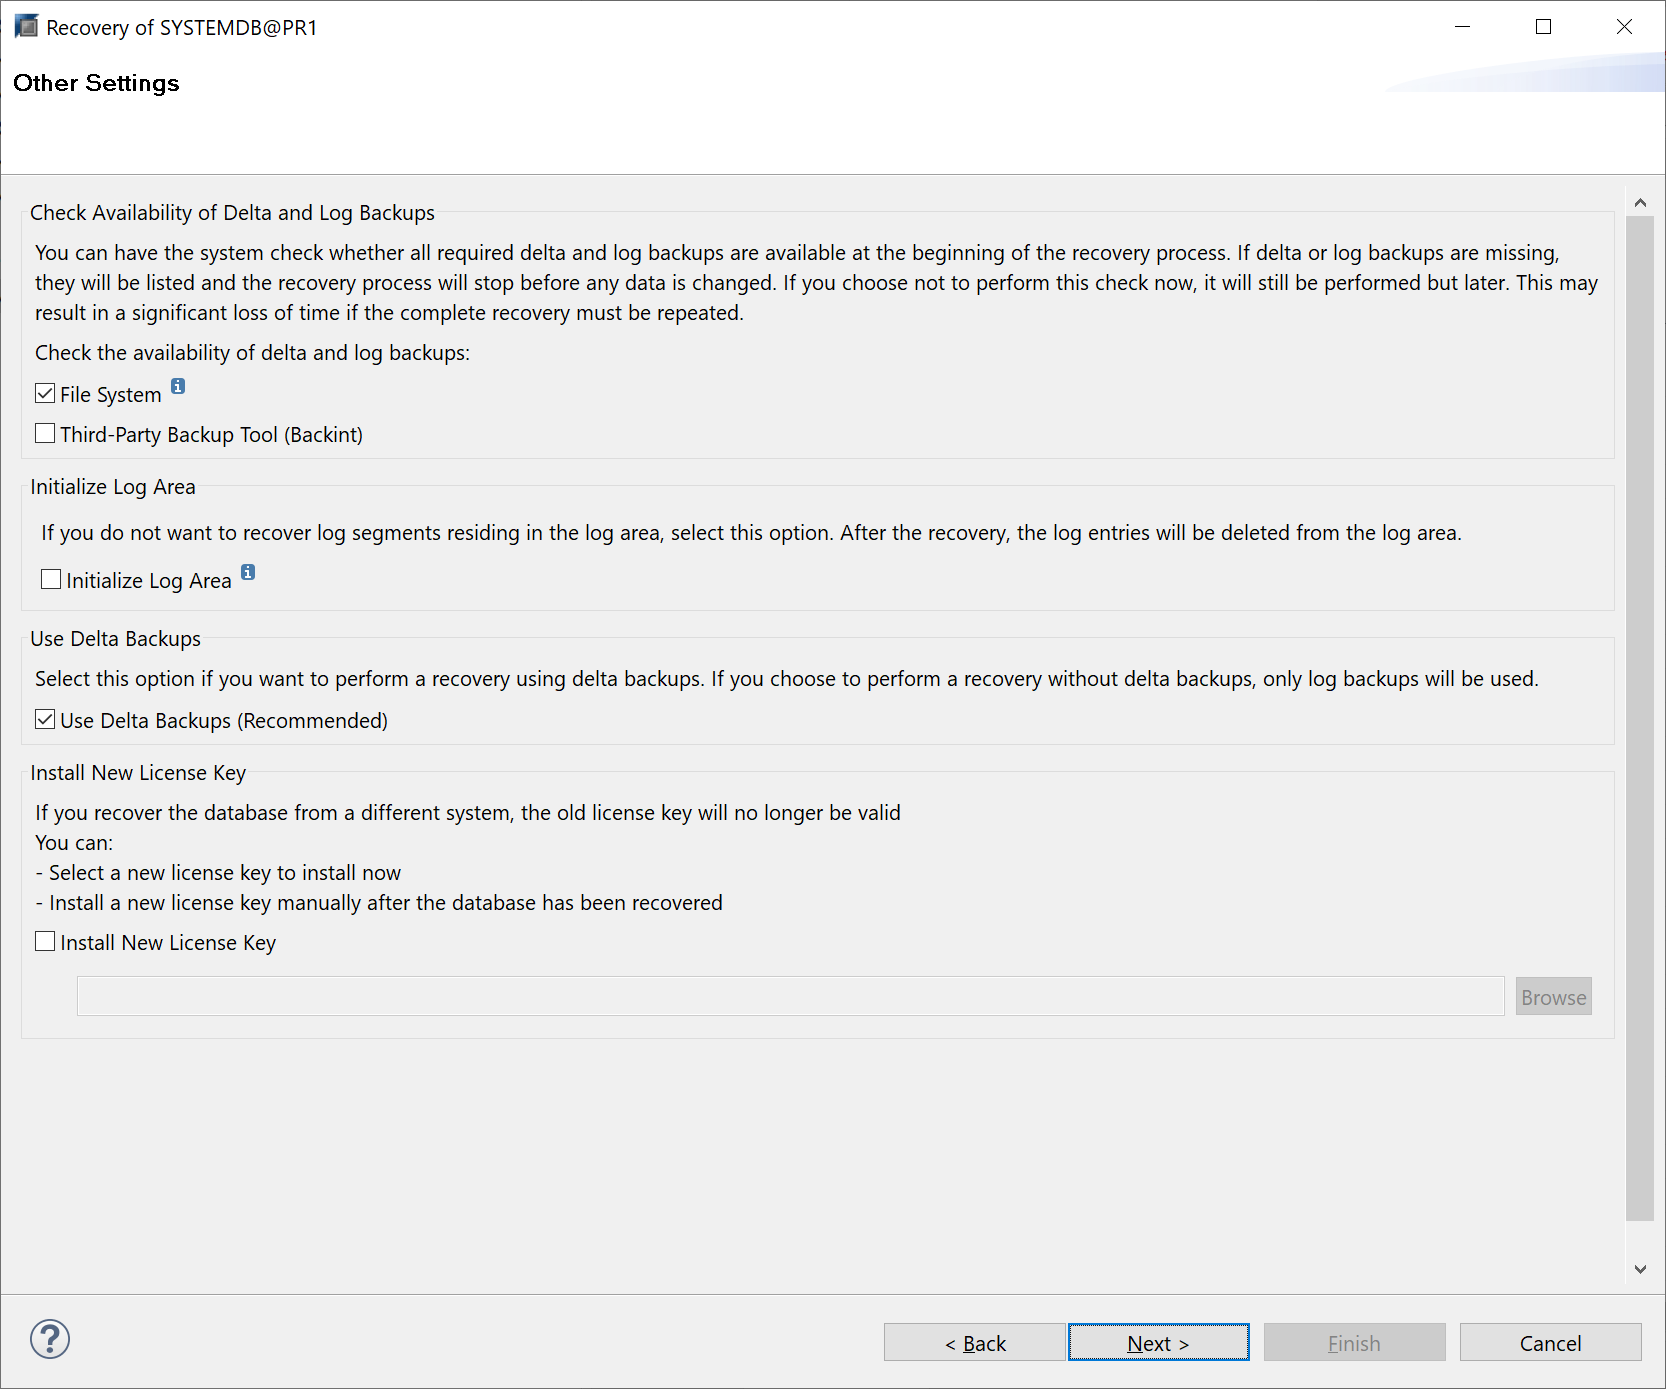 Recovery of SYSTEMDB@PR1
Other Settings
Check Availability of Delta and Log Backups
You can have the system check whether all required delta and log backups are available at the beginning of the recovery process. If delta or log backups are missing,
they will be listed and the recovery process will stop before any data is changed. If you choose not to perform this check now, it will still be performed but later. This may
result in a significant loss of time if the complete recovery must be repeated.
Check the availability of delta and log backups:
File System
Third-Party Backup Tool (Backint)
Initialize Log Area
If you do not want to recover log segments residing in the log area, select this option. After the recovery, the log entries will be deleted from the log area.
Initialize Log Area
Use Delta Backups
Select this option if you want to perform a recovery using delta backups. If you choose to perform a recovery without delta backups, only log backups will be used.
Use Delta Backups (Recommended)
Install New License Key
If you recover the database from a different system, the old license key will no longer be valid
You can:
- Select a new license key to install now
- Install a new license key manually after the database has been recovered
Install New License Key
Browse
< Back
Next >
Finish
Cancel